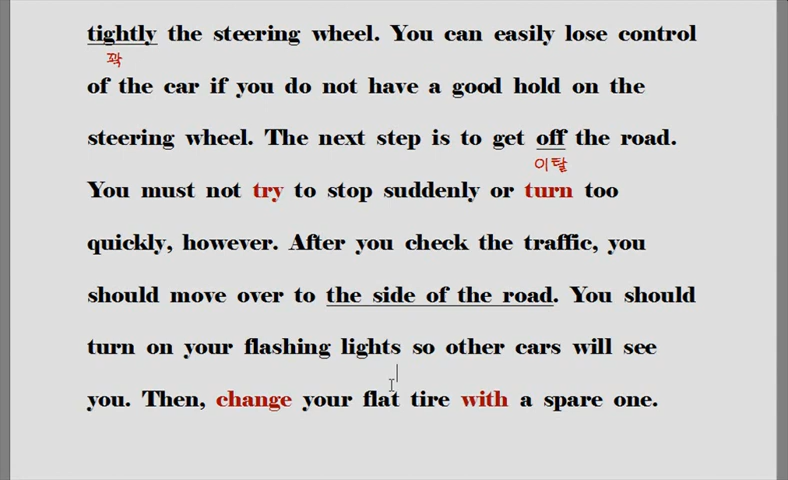 tightly the steering wheel. You can easily lose control
꽉
of the car if you do not have a good hold on the
steering wheel. The next step is to get off the road.
이탈
You must not try to stop suddenly or turn too
quickly, however. After you check the traffic, you
should move over to the side of the road. You should
turn on your flashing lights so other cars will see
you. Then, change your flat tire with a spare one.